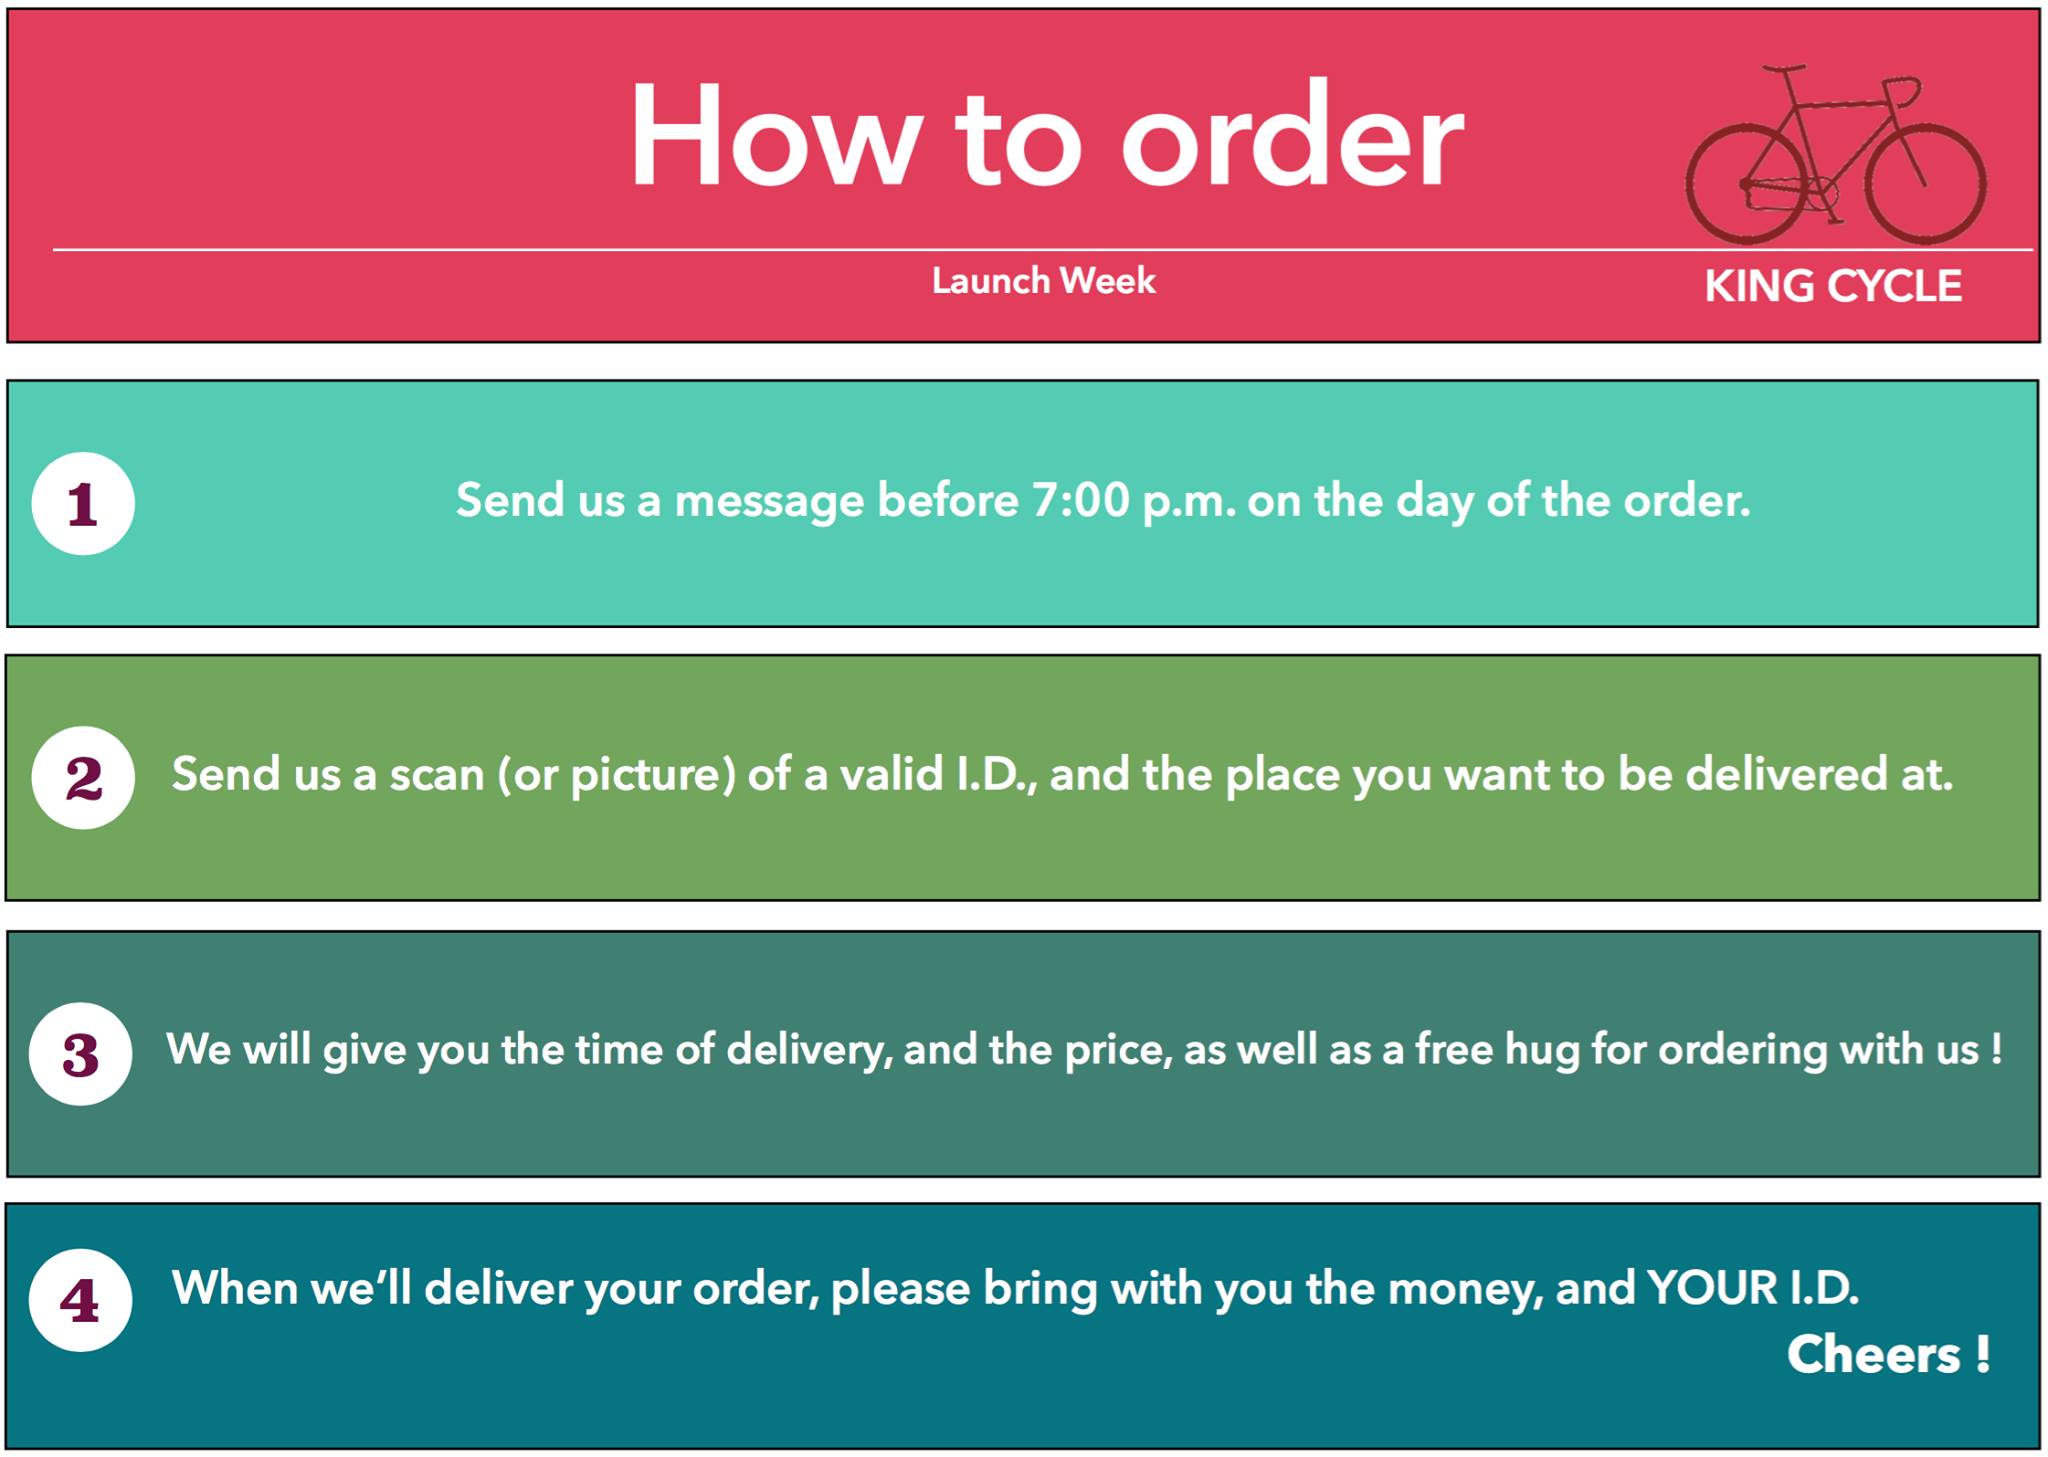 How to order
Launch Week
KING CYCLE
1
Send us a message before 7:00 p.m. on the day of the order.
2
Send us a scan (or picture) of a valid I.D., and the place you want to be delivered at.
3
We will give you the time of delivery, and the price, as well as a free hug for ordering with us !
4
When we’ll deliver your order, please bring with you the money, and YOUR I.D.
Cheers !